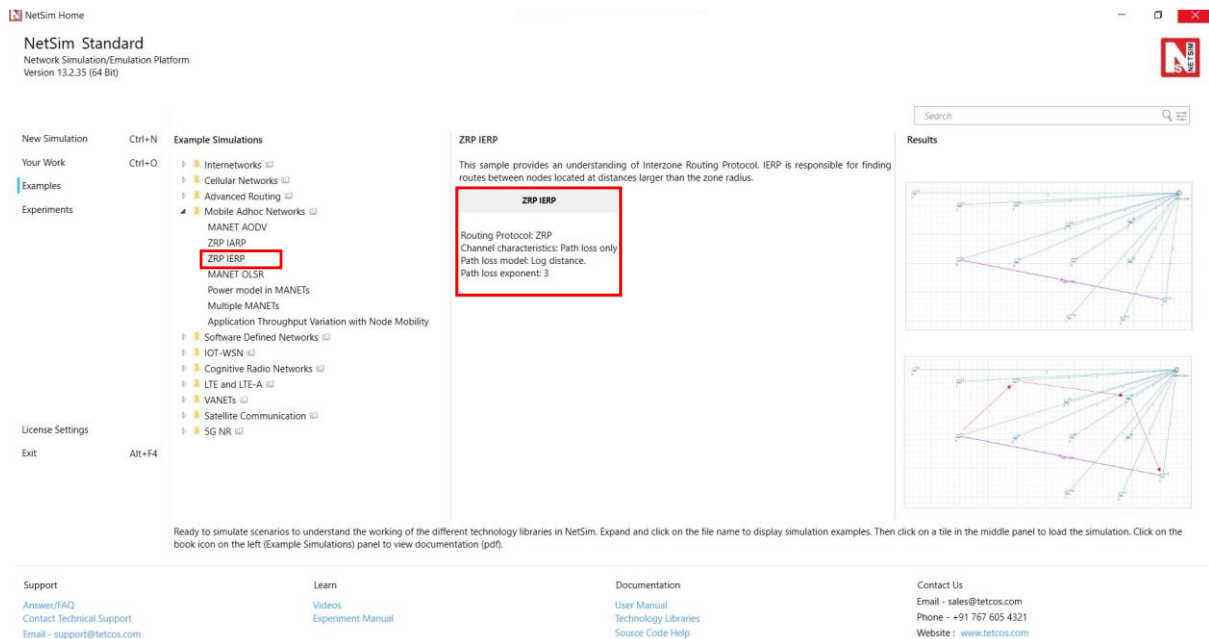 NetSim Home
NetSim Standard
Network Simulation/Emulation Platform
Version 13.2.35 (64 Bit)
NETSIM
Search
New Simulation Ctrl+N
Your Work Ctrl+O
Examples
Experiments
License Settings
Exit Alt+F4
Example Simulations
Internetworks
Cellular Networks
Advanced Routing
Mobile Adhoc Networks
MANET AODV
ZRP IARP
ZRP IERP
MANET OLSR
Power model in MANETs
Multiple MANETs
Application Throughput Variation with Node Mobility
Software Defined Networks
IOT-WSN
Cognitive Radio Networks
LTE and LTE-A
VANETs
Satellite Communication
5G NR
ZRP IERP
This sample provides an understanding of Interzone Routing Protocol. IERP is responsible for finding
routes between nodes located at distances larger than the zone radius.
ZRP IERP
Routing Protocol: ZRP
Channel characteristics: Path loss only
Path loss model: Log distance.
Path loss exponent: 3
Results
Ready to simulate scenarios to understand the working of the different technology libraries in NetSim. Expand and click on the file name to display simulation examples. Then click on a tile in the middle panel to load the simulation. Click on the
book icon on the left (Example Simulations) panel to view documentation (pdf).
Support
Answer/FAQ
Contact Technical Support
Email - support@tetcos.com
Learn
Videos
Experiment Manual
Documentation
User Manual
Technology Libraries
Source Code Help
Contact Us
Email - sales@tetcos.com
Phone - +91 767 605 4321
Website : www.tetcos.com